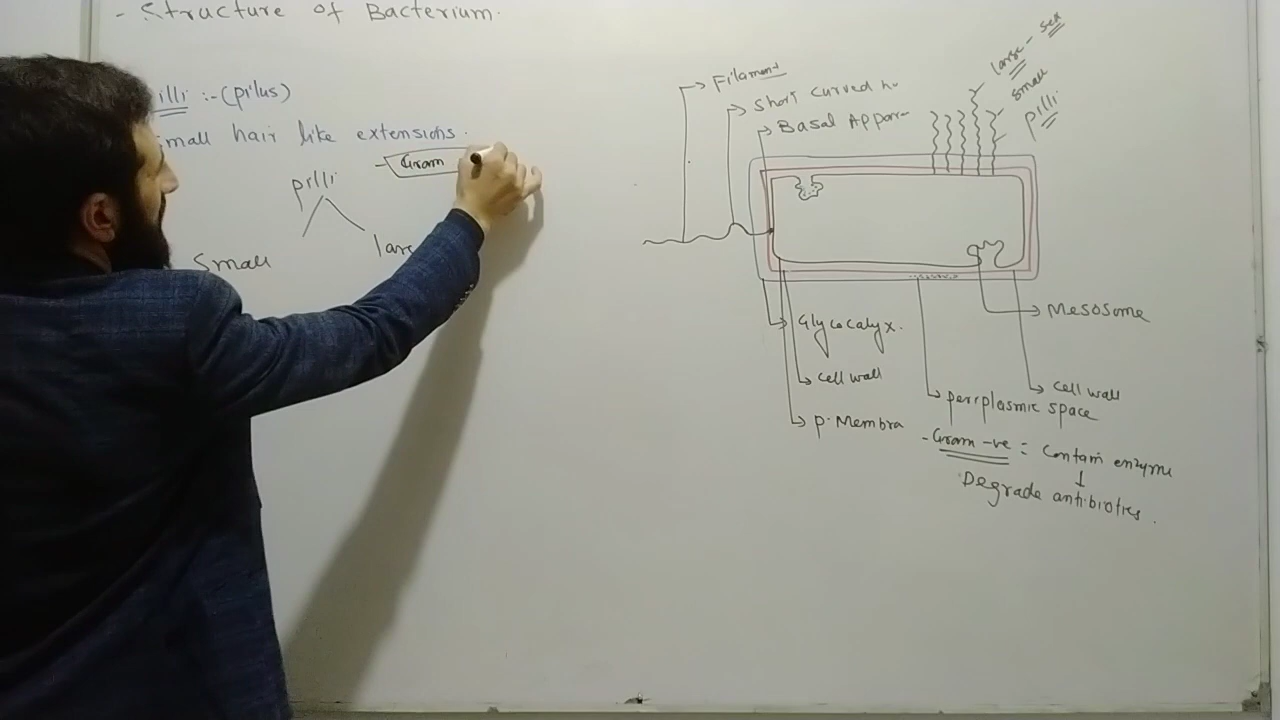 - Structure of Bacterium.
illi :- (pilus)
small hair like extensions.
- Gram
pilli
small
large - sex
small
pilli
Filament
short curved h
Basal Appar-
Glycocalyx.
cell wall
p. Membra
Mesosome
cell wall
periplasmic space
- Gram -ve = contain enzyme
Degrade antibiotics.